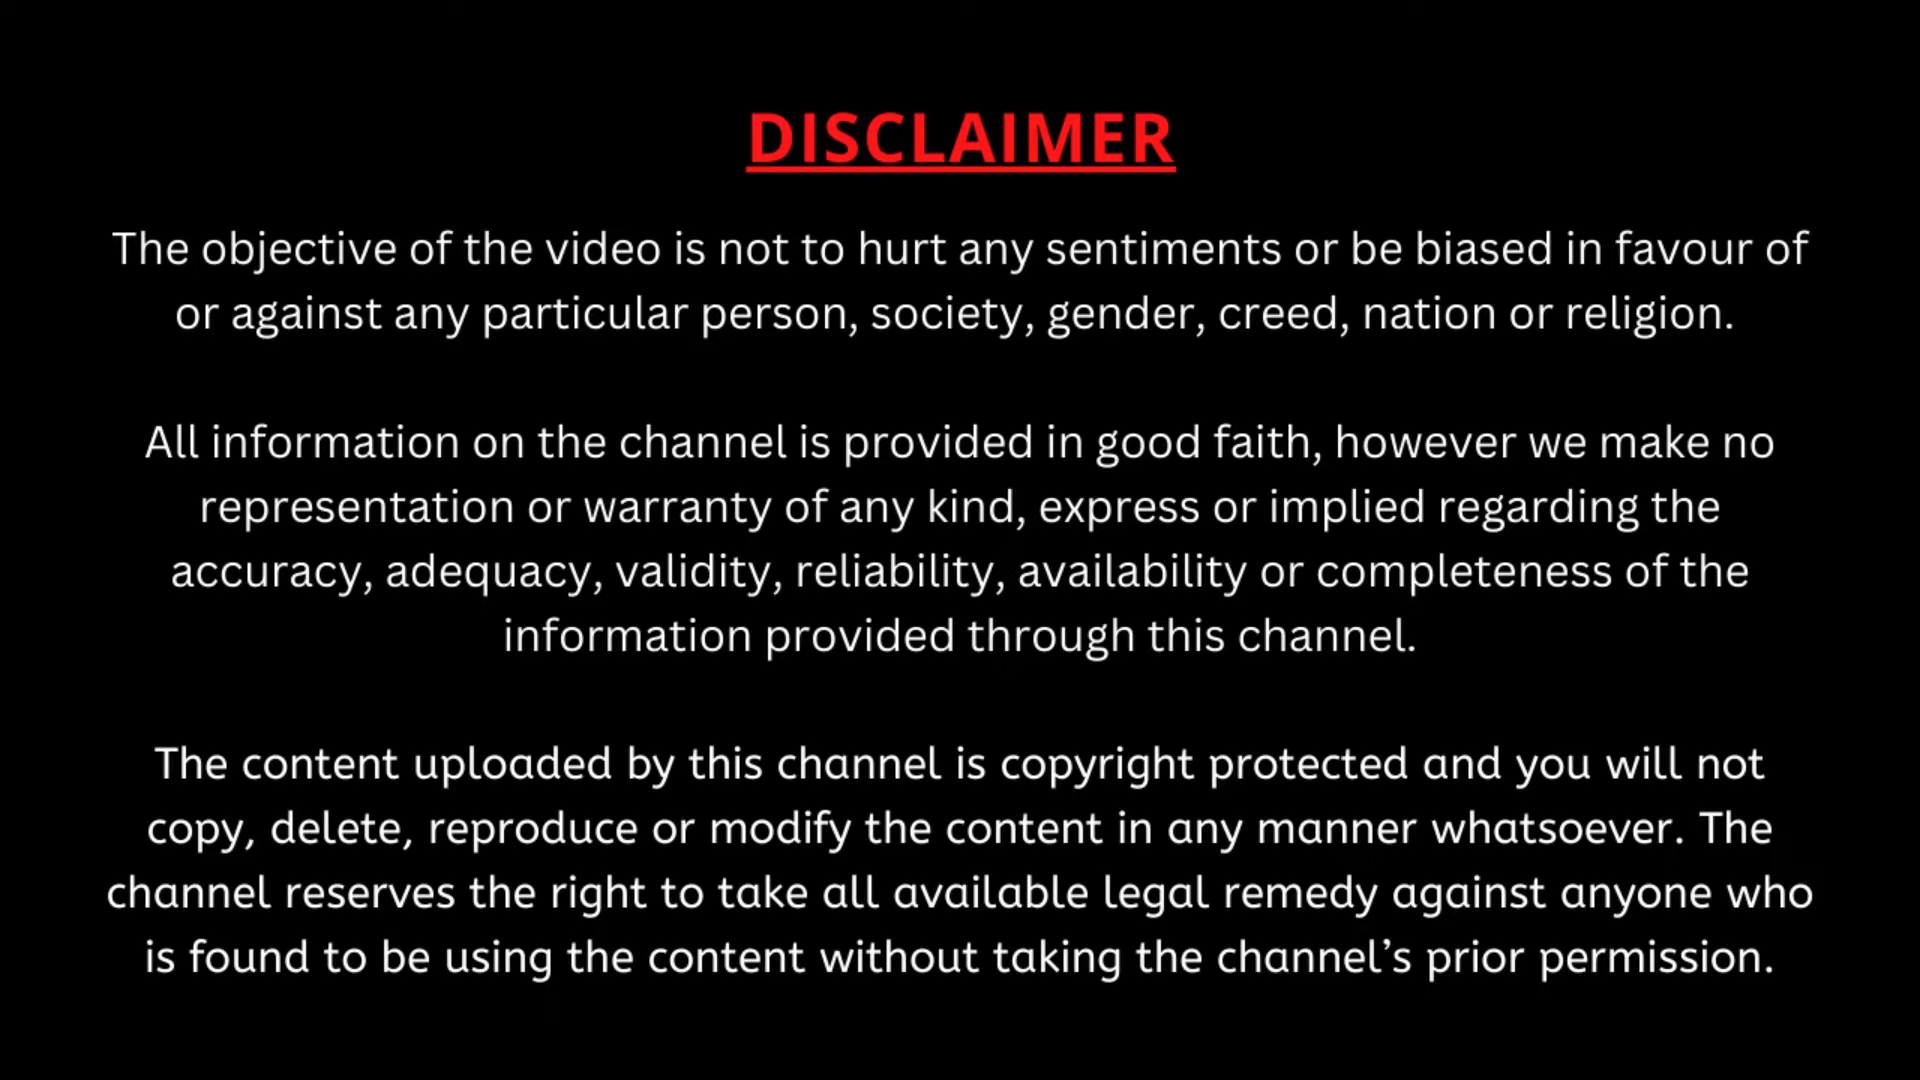 DISCLAIMER
The objective of the video is not to hurt any sentiments or be biased in favour of
or against any particular person, society, gender, creed, nation or religion.
All information on the channel is provided in good faith, however we make no
representation or warranty of any kind, express or implied regarding the
accuracy, adequacy, validity, reliability, availability or completeness of the
information provided through this channel.
The content uploaded by this channel is copyright protected and you will not
copy, delete, reproduce or modify the content in any manner whatsoever. The
channel reserves the right to take all available legal remedy against anyone who
is found to be using the content without taking the channel’s prior permission.